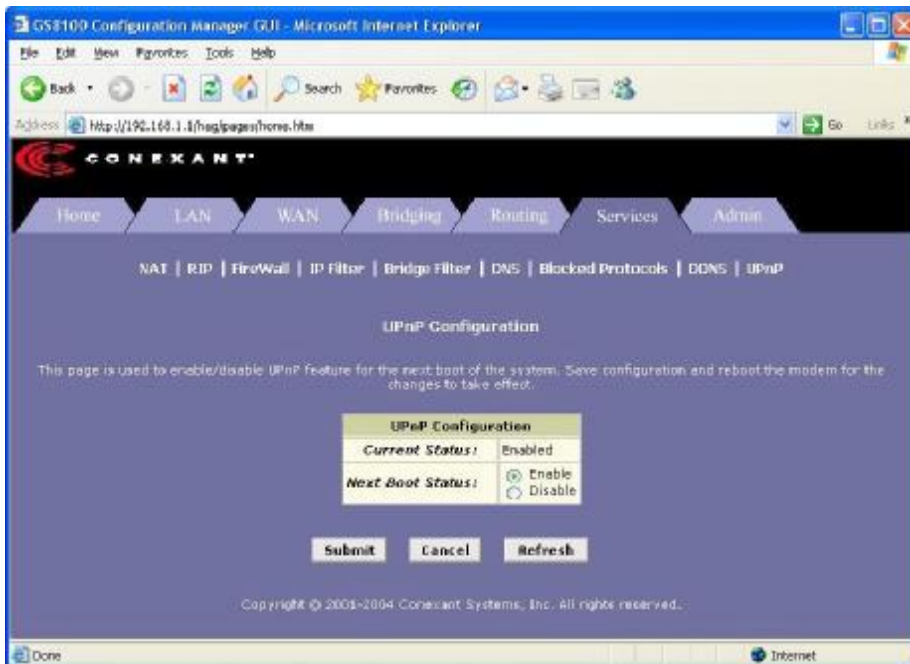 GS8100 Configuration Manager GUI - Microsoft Internet Explorer
File Edit View Favorites Tools Help
Back Search Favorites
Address http://192.168.1.1/hag/pages/home.htm Go Links
CONEXANT
Home LAN WAN Bridging Routing Services Admin
NAT | RIP | FireWall | IP Filter | Bridge Filter | DNS | Blocked Protocols | DDNS | UPnP
UPnP Configuration
This page is used to enable/disable UPnP feature for the next boot of the system. Save configuration and reboot the modem for the
changes to take effect.
UPnP Configuration
Current Status: Enabled
Next Boot Status: Enable
Disable
Submit Cancel Refresh
Copyright © 2001-2004 Conexant Systems, Inc. All rights reserved.
Done Internet